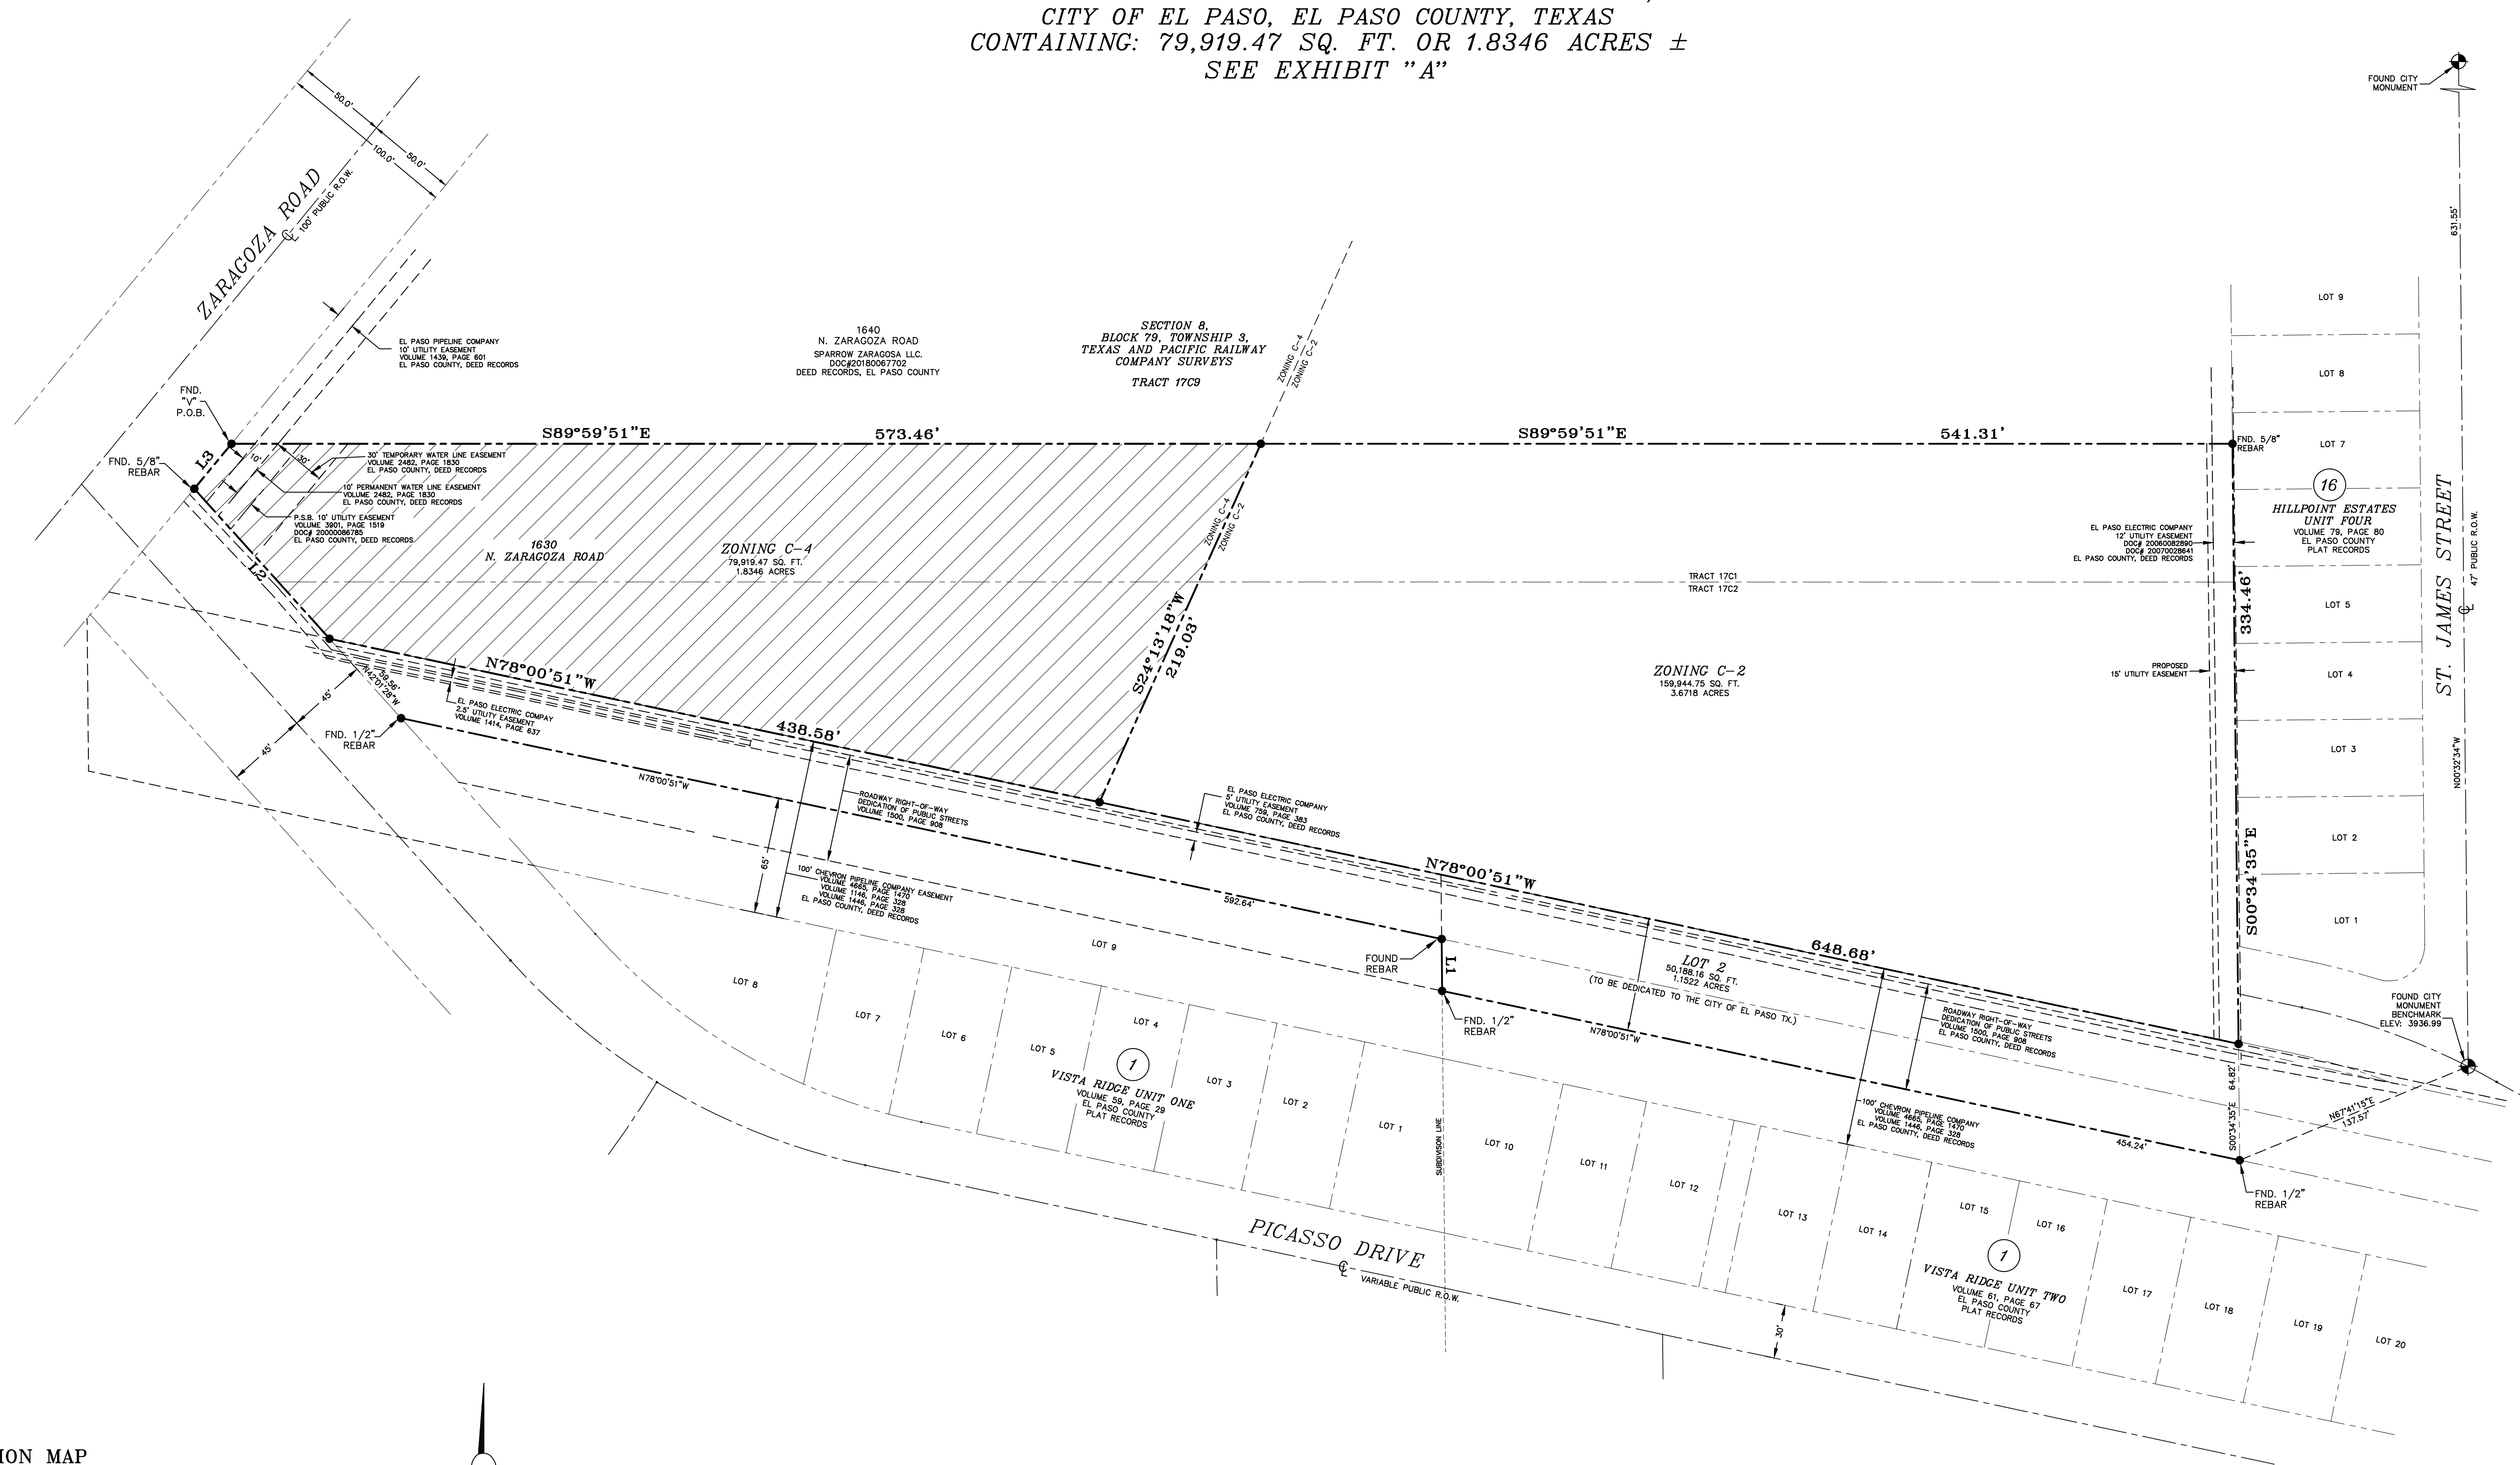 CITY OF EL PASO, EL PASO COUNTY, TEXAS
CONTAINING: 79,919.47 SQ. FT. OR 1.8346 ACRES ±
SEE EXHIBIT "A"
FOUND CITY
MONUMENT
631.55'
50.0'
50.0'
100.0'
ZARAGOZA ROAD
100' PUBLIC R.O.W.
EL PASO PIPELINE COMPANY
10' UTILITY EASEMENT
VOLUME 1439, PAGE 601
EL PASO COUNTY, DEED RECORDS
1640
N. ZARAGOZA ROAD
SPARROW ZARAGOSA LLC.
DOC#20180067702
DEED RECORDS, EL PASO COUNTY
SECTION 8,
BLOCK 79, TOWNSHIP 3,
TEXAS AND PACIFIC RAILWAY
COMPANY SURVEYS
TRACT 17C9
ZONING C-4
ZONING C-2
FND.
"V"
P.O.B.
FND. 5/8"
REBAR
L3
L2
S89°59'51"E
573.46'
S89°59'51"E
541.31'
FND. 5/8"
REBAR
10'
30'
30' TEMPORARY WATER LINE EASEMENT
VOLUME 2482, PAGE 1830
EL PASO COUNTY, DEED RECORDS
10' PERMANENT WATER LINE EASEMENT
VOLUME 2482, PAGE 1830
EL PASO COUNTY, DEED RECORDS
P.S.B. 10' UTILITY EASEMENT
VOLUME 3901, PAGE 1519
DOC# 20000086785
EL PASO COUNTY, DEED RECORDS
1630
N. ZARAGOZA ROAD
ZONING C-4
79,919.47 SQ. FT.
1.8346 ACRES
ZONING C-4
ZONING C-2
S24°13'18"W
219.03'
TRACT 17C1
TRACT 17C2
ZONING C-2
159,944.75 SQ. FT.
3.6718 ACRES
EL PASO ELECTRIC COMPANY
12' UTILITY EASEMENT
DOC# 20060082890
DOC# 20070028641
EL PASO COUNTY, DEED RECORDS
PROPOSED
15' UTILITY EASEMENT
334.46'
S00°34'35"E
LOT 9
LOT 8
LOT 7
16
HILLPOINT ESTATES
UNIT FOUR
VOLUME 79, PAGE 80
EL PASO COUNTY
PLAT RECORDS
LOT 5
LOT 4
LOT 3
LOT 2
LOT 1
ST. JAMES STREET
47' PUBLIC R.O.W.
N00°32'34"W
FOUND CITY
MONUMENT
BENCHMARK
ELEV: 3936.99
N78°00'51"W
438.58'
59.56'
N42°01'28"W
45'
45'
FND. 1/2"
REBAR
EL PASO ELECTRIC COMPAY
2.5' UTILITY EASEMENT
VOLUME 1414, PAGE 637
N78°00'51"W
592.64'
ROADWAY RIGHT-OF-WAY
DEDICATION OF PUBLIC STREETS
VOLUME 1500, PAGE 908
65'
100' CHEVRON PIPELINE COMPANY EASEMENT
VOLUME 4665, PAGE 1470
VOLUME 1146, PAGE 328
VOLUME 1446, PAGE 328
EL PASO COUNTY, DEED RECORDS
EL PASO ELECTRIC COMPANY
5' UTILITY EASEMENT
VOLUME 759, PAGE 383
EL PASO COUNTY, DEED RECORDS
N78°00'51"W
648.68'
FOUND
REBAR
L1
FND. 1/2"
REBAR
LOT 2
50,188.16 SQ. FT.
1.1522 ACRES
(TO BE DEDICATED TO THE CITY OF EL PASO TX.)
N78°00'51"W
454.24'
ROADWAY RIGHT-OF-WAY
DEDICATION OF PUBLIC STREETS
VOLUME 1500, PAGE 908
EL PASO COUNTY, DEED RECORDS
100' CHEVRON PIPELINE COMPANY
VOLUME 4665, PAGE 1470
VOLUME 1446, PAGE 328
EL PASO COUNTY, DEED RECORDS
S00°34'35"E 64.82'
N67°41'15"E
137.57'
FND. 1/2"
REBAR
LOT 9
LOT 8
LOT 7
LOT 6
LOT 5
LOT 4
LOT 3
LOT 2
LOT 1
1
VISTA RIDGE UNIT ONE
VOLUME 59, PAGE 29
EL PASO COUNTY
PLAT RECORDS
SUBDIVISON LINE
LOT 10
LOT 11
LOT 12
LOT 13
LOT 14
LOT 15
LOT 16
LOT 17
LOT 18
LOT 19
LOT 20
1
VISTA RIDGE UNIT TWO
VOLUME 61, PAGE 67
EL PASO COUNTY
PLAT RECORDS
PICASSO DRIVE
VARIABLE PUBLIC R.O.W.
30'
ION MAP